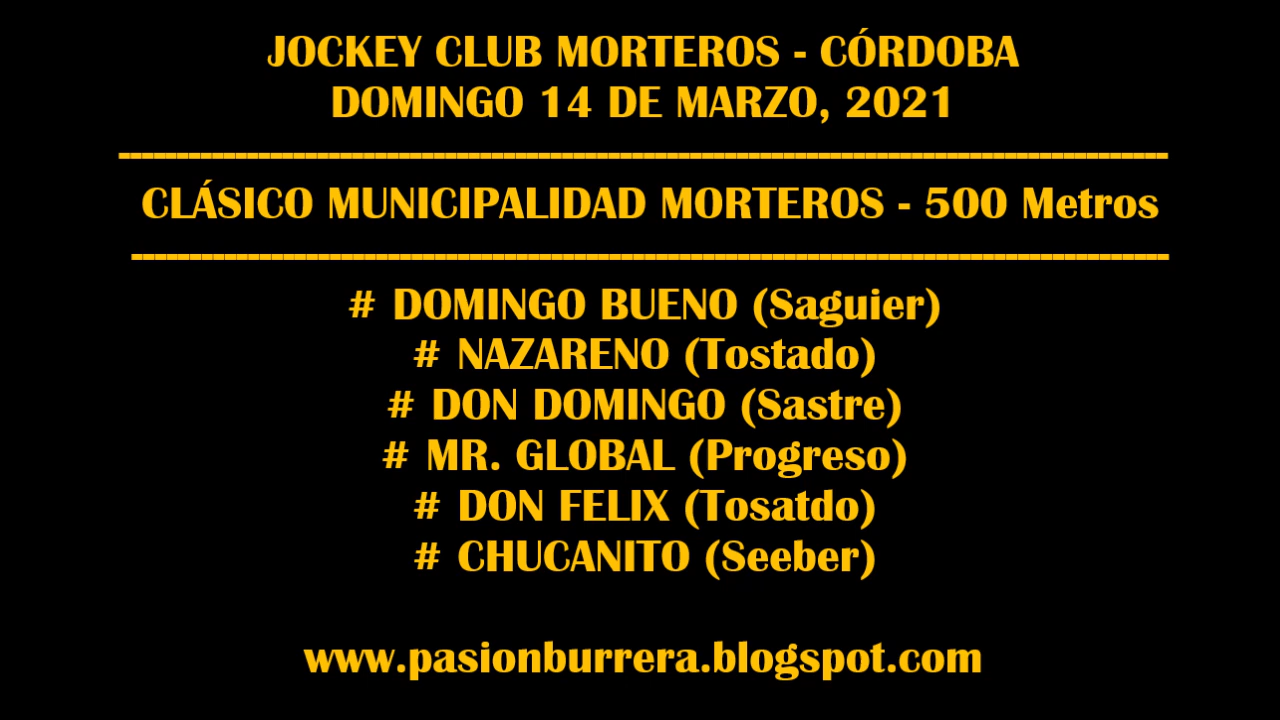 JOCKEY CLUB MORTEROS - CÓRDOBA
DOMINGO 14 DE MARZO, 2021
--------------------------------------------------------------------------------
CLÁSICO MUNICIPALIDAD MORTEROS - 500 Metros
--------------------------------------------------------------------------------
# DOMINGO BUENO (Saguier)
# NAZARENO (Tostado)
# DON DOMINGO (Sastre)
# MR. GLOBAL (Progreso)
# DON FELIX (Tosatdo)
# CHUCANITO (Seeber)
www.pasionburrera.blogspot.com